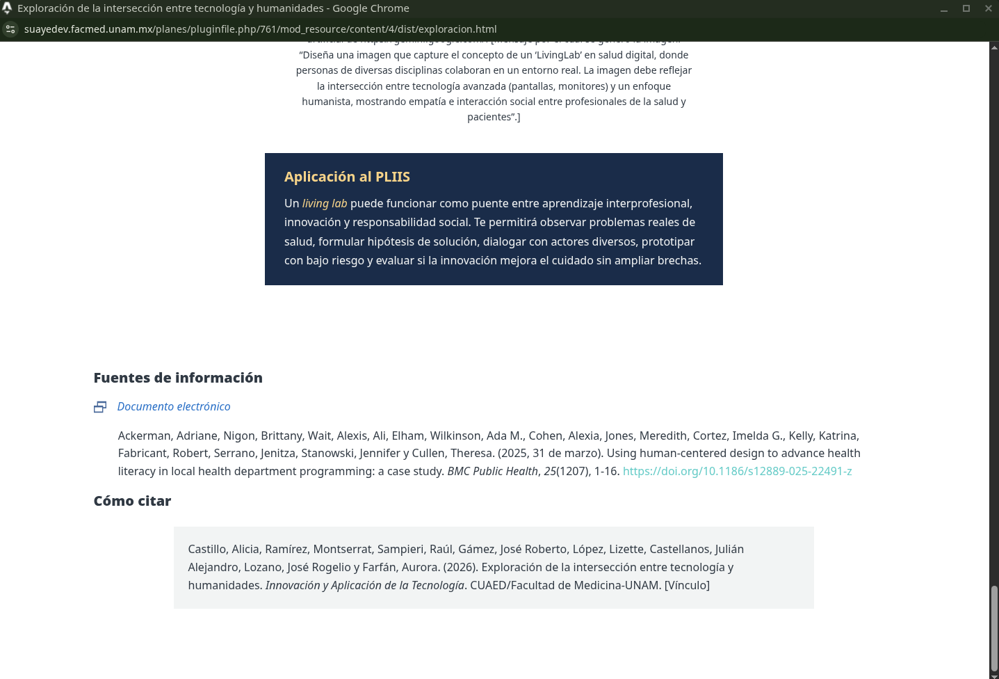 Exploración de la intersección entre tecnología y humanidades - Google Chrome
suayedev.facmed.unam.mx/planes/pluginfile.php/761/mod_resource/content/4/dist/exploracion.html
“Diseña una imagen que capture el concepto de un ‘LivingLab’ en salud digital, donde
personas de diversas disciplinas colaboran en un entorno real. La imagen debe reflejar
la intersección entre tecnología avanzada (pantallas, monitores) y un enfoque
humanista, mostrando empatía e interacción social entre profesionales de la salud y
pacientes”.]
Aplicación al PLIIS
Un living lab puede funcionar como puente entre aprendizaje interprofesional,
innovación y responsabilidad social. Te permitirá observar problemas reales de
salud, formular hipótesis de solución, dialogar con actores diversos, prototipar
con bajo riesgo y evaluar si la innovación mejora el cuidado sin ampliar brechas.
Fuentes de información
Documento electrónico
Ackerman, Adriane, Nigon, Brittany, Wait, Alexis, Ali, Elham, Wilkinson, Ada M., Cohen, Alexia, Jones, Meredith, Cortez, Imelda G., Kelly, Katrina,
Fabricant, Robert, Serrano, Jenitza, Stanowski, Jennifer y Cullen, Theresa. (2025, 31 de marzo). Using human-centered design to advance health
literacy in local health department programming: a case study. BMC Public Health, 25(1207), 1-16. https://doi.org/10.1186/s12889-025-22491-z
Cómo citar
Castillo, Alicia, Ramírez, Montserrat, Sampieri, Raúl, Gámez, José Roberto, López, Lizette, Castellanos, Julián
Alejandro, Lozano, José Rogelio y Farfán, Aurora. (2026). Exploración de la intersección entre tecnología y
humanidades. Innovación y Aplicación de la Tecnología. CUAED/Facultad de Medicina-UNAM. [Vínculo]